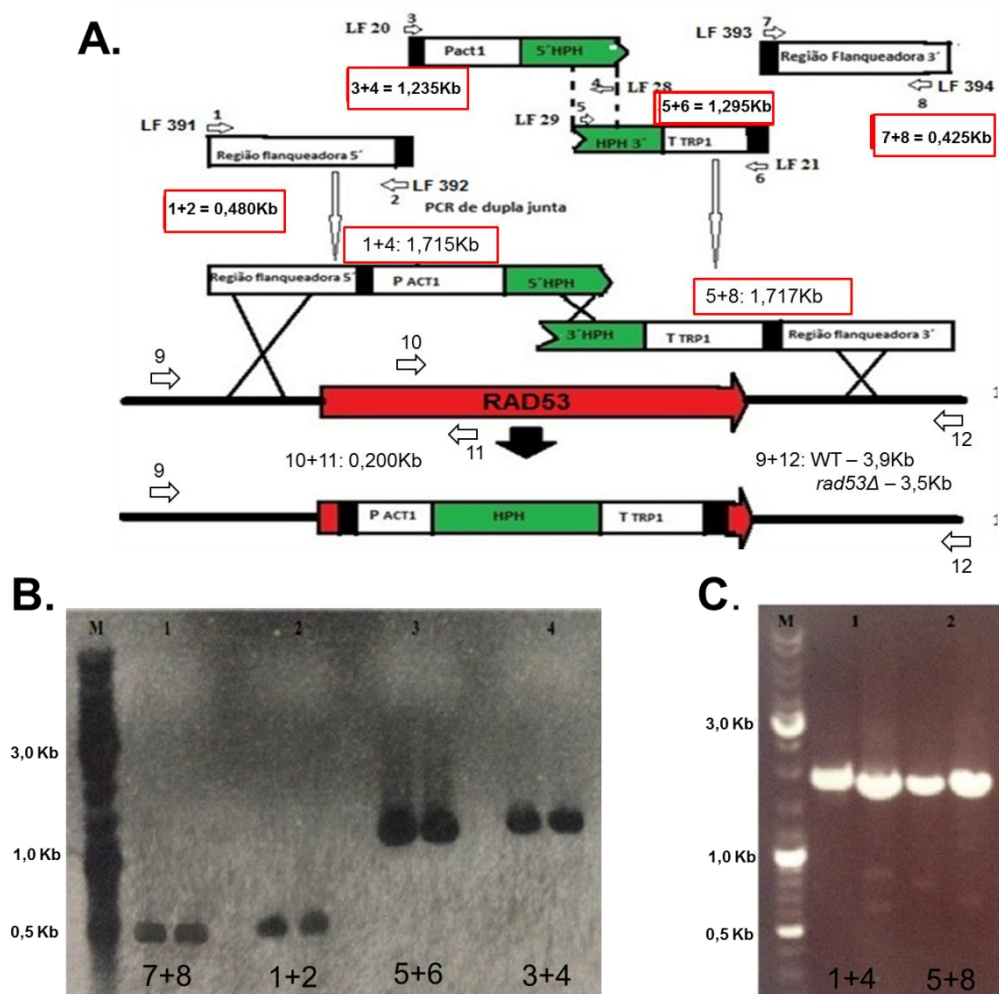 A.
LF 20
3
Pact1
5´HPH
3+4 = 1,235Kb
4
LF 28
LF 393
7
Região Flanqueadora 3´
LF 394
8
7+8 = 0,425Kb
5+6 = 1,295Kb
LF 29
5
HPH 3´
T TRP1
LF 21
6
LF 391
1
Região flanqueadora 5´
LF 392
2
1+2 = 0,480Kb
PCR de dupla junta
1+4: 1,715Kb
Região flanqueadora 5´
P ACT1
5´HPH
5+8: 1,717Kb
3´HPH
T TRP1
Região flanqueadora 3´
9
10
RAD53
1
11
12
10+11: 0,200Kb
9+12: WT – 3,9Kb
rad53Δ – 3,5Kb
9
P ACT1
HPH
T TRP1
1
12
B.
M 1 2 3 4
3,0 Kb
1,0 Kb
0,5 Kb
7+8 1+2 5+6 3+4
C.
M 1 2
3,0 Kb
1,0 Kb
0,5 Kb
1+4 5+8